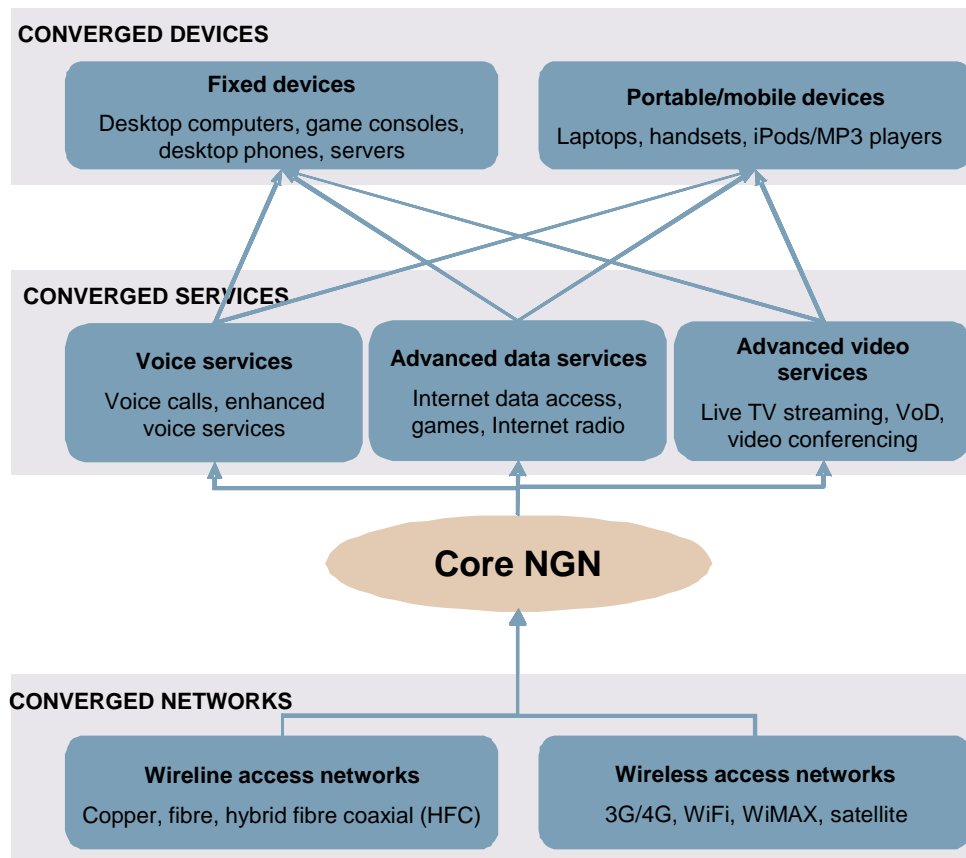 CONVERGED DEVICES
Fixed devices
Desktop computers, game consoles,
desktop phones, servers
Portable/mobile devices
Laptops, handsets, iPods/MP3 players
CONVERGED SERVICES
Voice services
Voice calls, enhanced
voice services
Advanced data services
Internet data access,
games, Internet radio
Advanced video
services
Live TV streaming, VoD,
video conferencing
Core NGN
CONVERGED NETWORKS
Wireline access networks
Copper, fibre, hybrid fibre coaxial (HFC)
Wireless access networks
3G/4G, WiFi, WiMAX, satellite